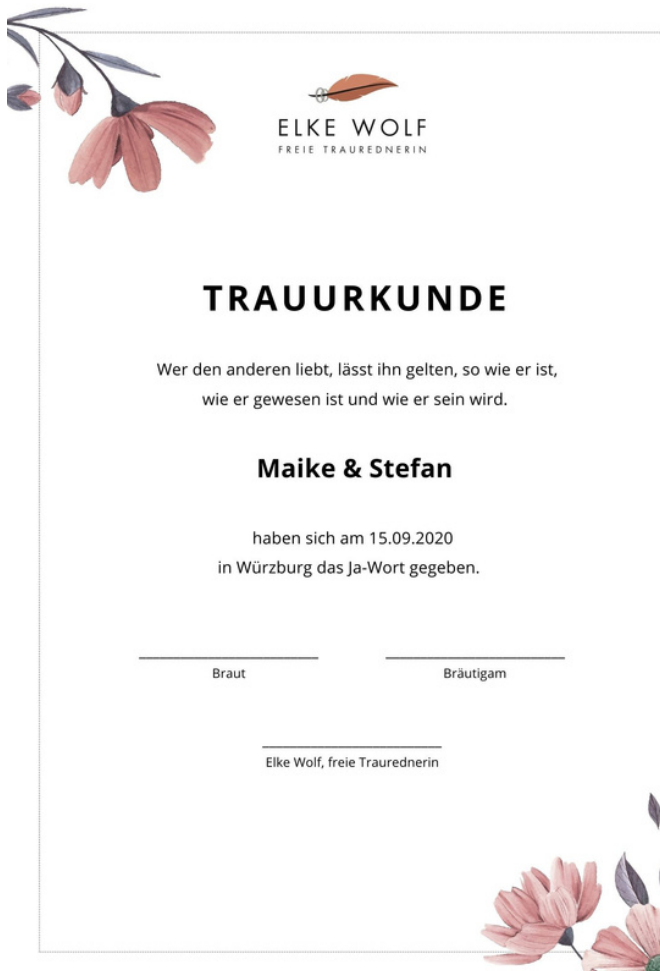 ELKE WOLF
FREIE TRAUREDNERIN
TRAUURKUNDE
Wer den anderen liebt, lässt ihn gelten, so wie er ist,
wie er gewesen ist und wie er sein wird.
Maike & Stefan
haben sich am 15.09.2020
in Würzburg das Ja-Wort gegeben.
Braut
Bräutigam
Elke Wolf, freie Traurednerin